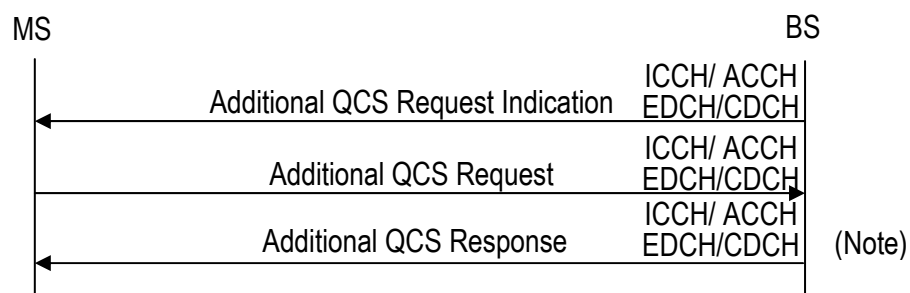 MS
BS
ICCH/ ACCH
Additional QCS Request Indication
EDCH/CDCH
ICCH/ ACCH
Additional QCS Request
EDCH/CDCH
ICCH/ ACCH
Additional QCS Response
EDCH/CDCH
(Note)